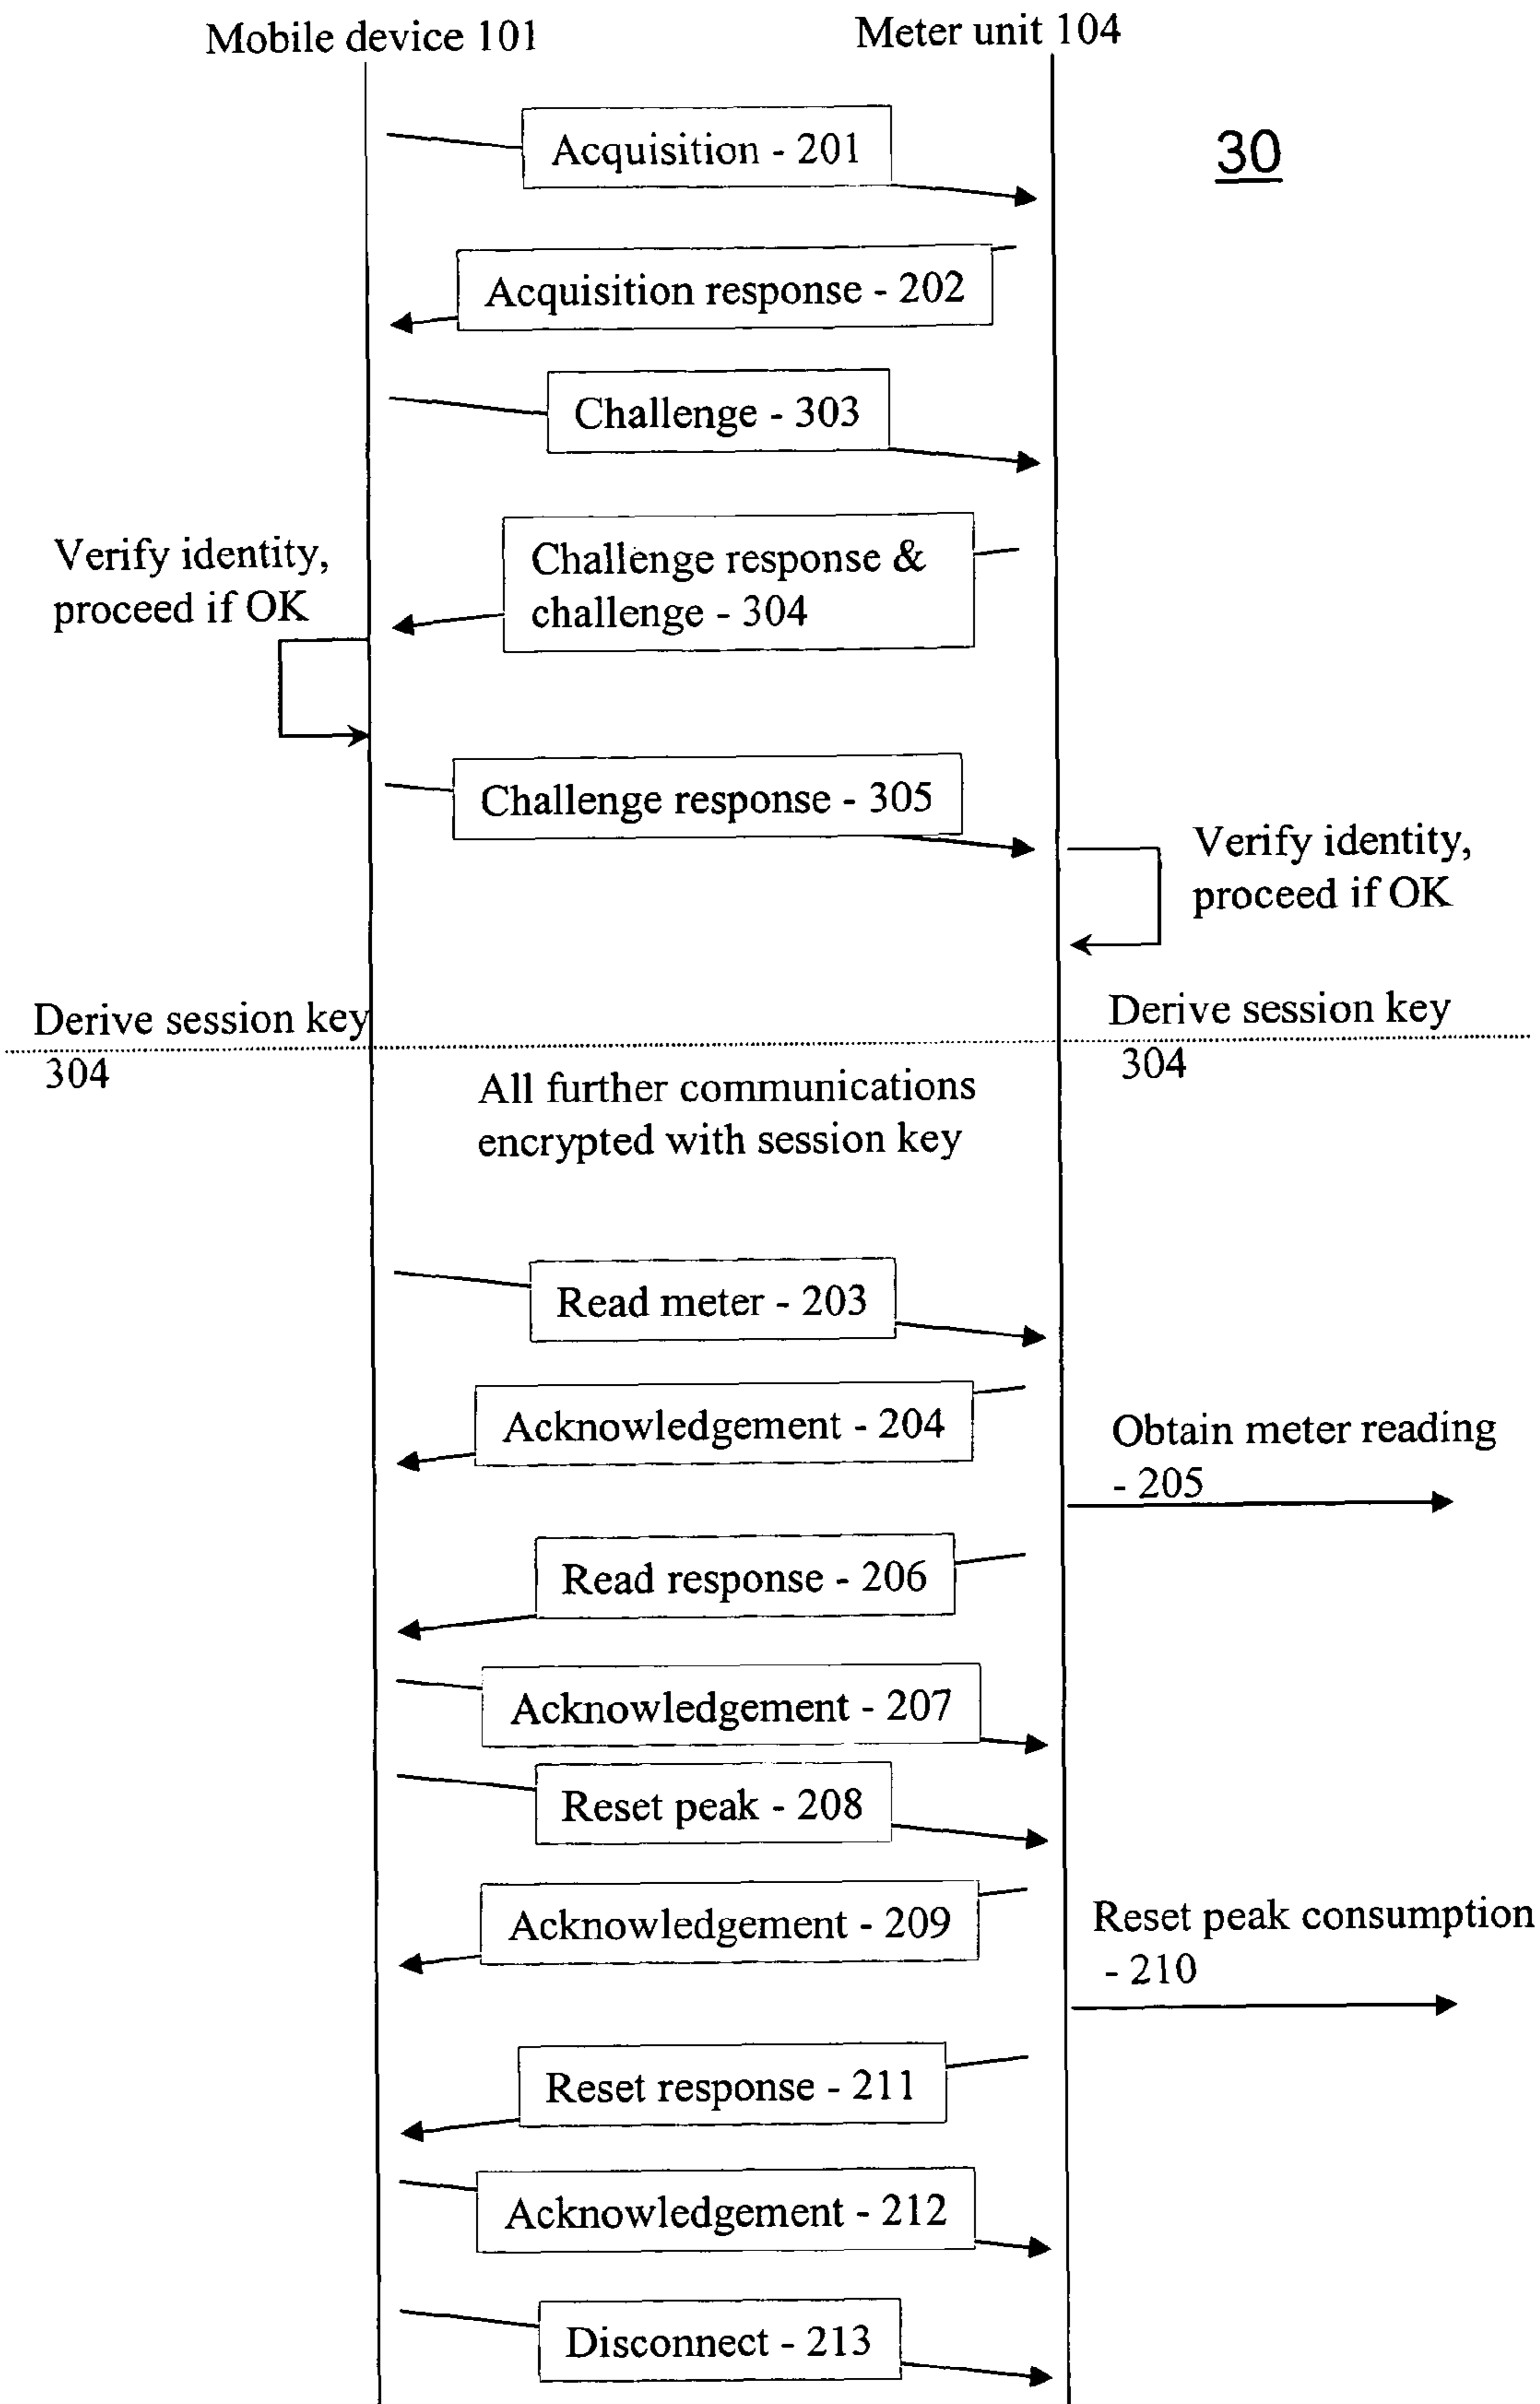 Mobile device 101
Meter unit 104
Acquisition - 201
30
Acquisition response - 202
Challenge - 303
Verify identity,
proceed if OK
Challenge response &
challenge - 304
Challenge response - 305
Verify identity,
proceed if OK
Derive session key
304
Derive session key
304
All further communications
encrypted with session key
Read meter - 203
Acknowledgement - 204
Obtain meter reading
- 205
Read response - 206
Acknowledgement - 207
Reset peak - 208
Acknowledgement - 209
Reset peak consumption
- 210
Reset response - 211
Acknowledgement - 212
Disconnect - 213